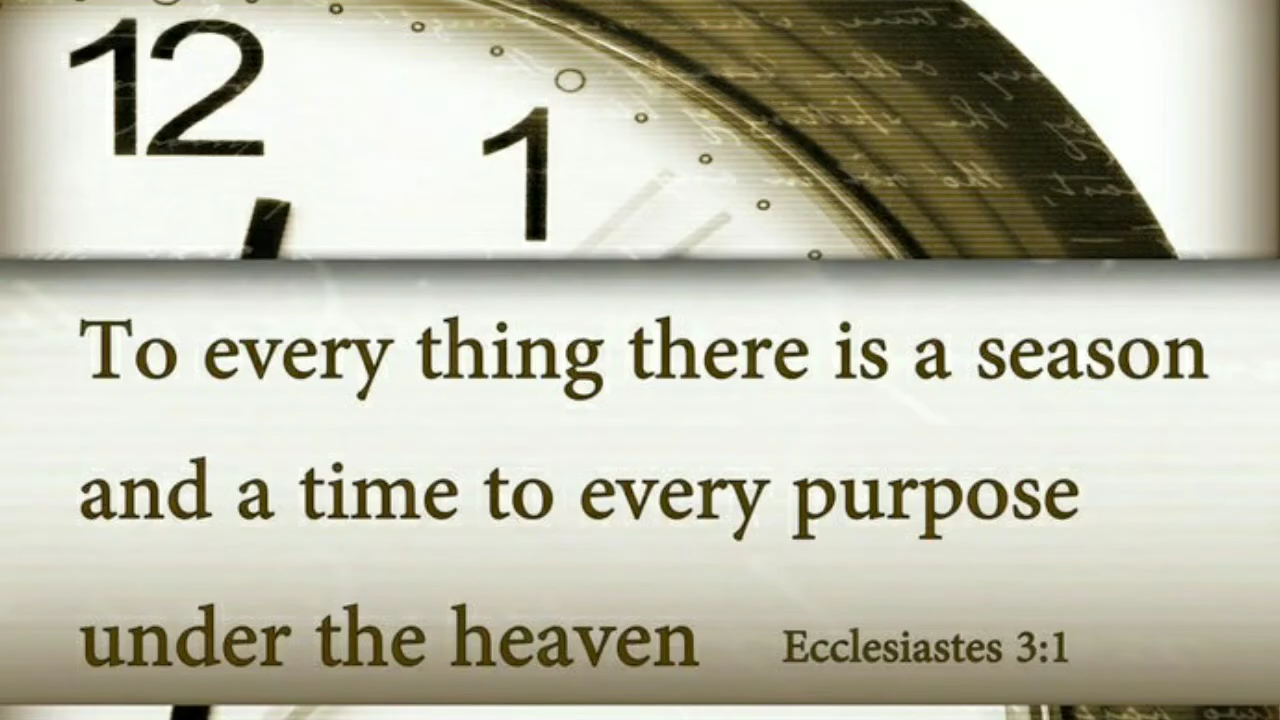 12
1
To every thing there is a season
and a time to every purpose
under the heaven Ecclesiastes 3:1